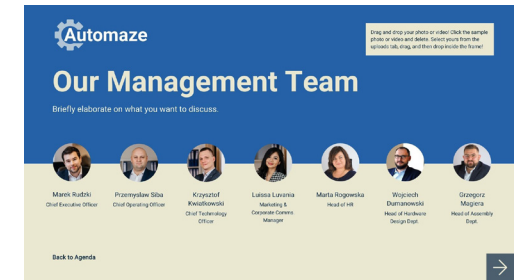 Automaze
Drag and drop your photo or video! Click the sample
photo or video and delete. Select yours from the
uploads tab, drag, and then drop inside the frame!
Our Management Team
Briefly elaborate on what you want to discuss.
Marek Rudzki
Chief Executive Officer
Przemyslaw Siba
Chief Operating Officer
Krzysztof
Kwiatkowski
Chief Technology
Officer
Luissa Luvania
Marketing &
Corporate Comms
Manager
Marta Rogowska
Head of HR
Wojciech
Dumanowski
Head of Hardware
Design Dept.
Grzegorz
Magiera
Head of Assembly
Dept.
Back to Agenda